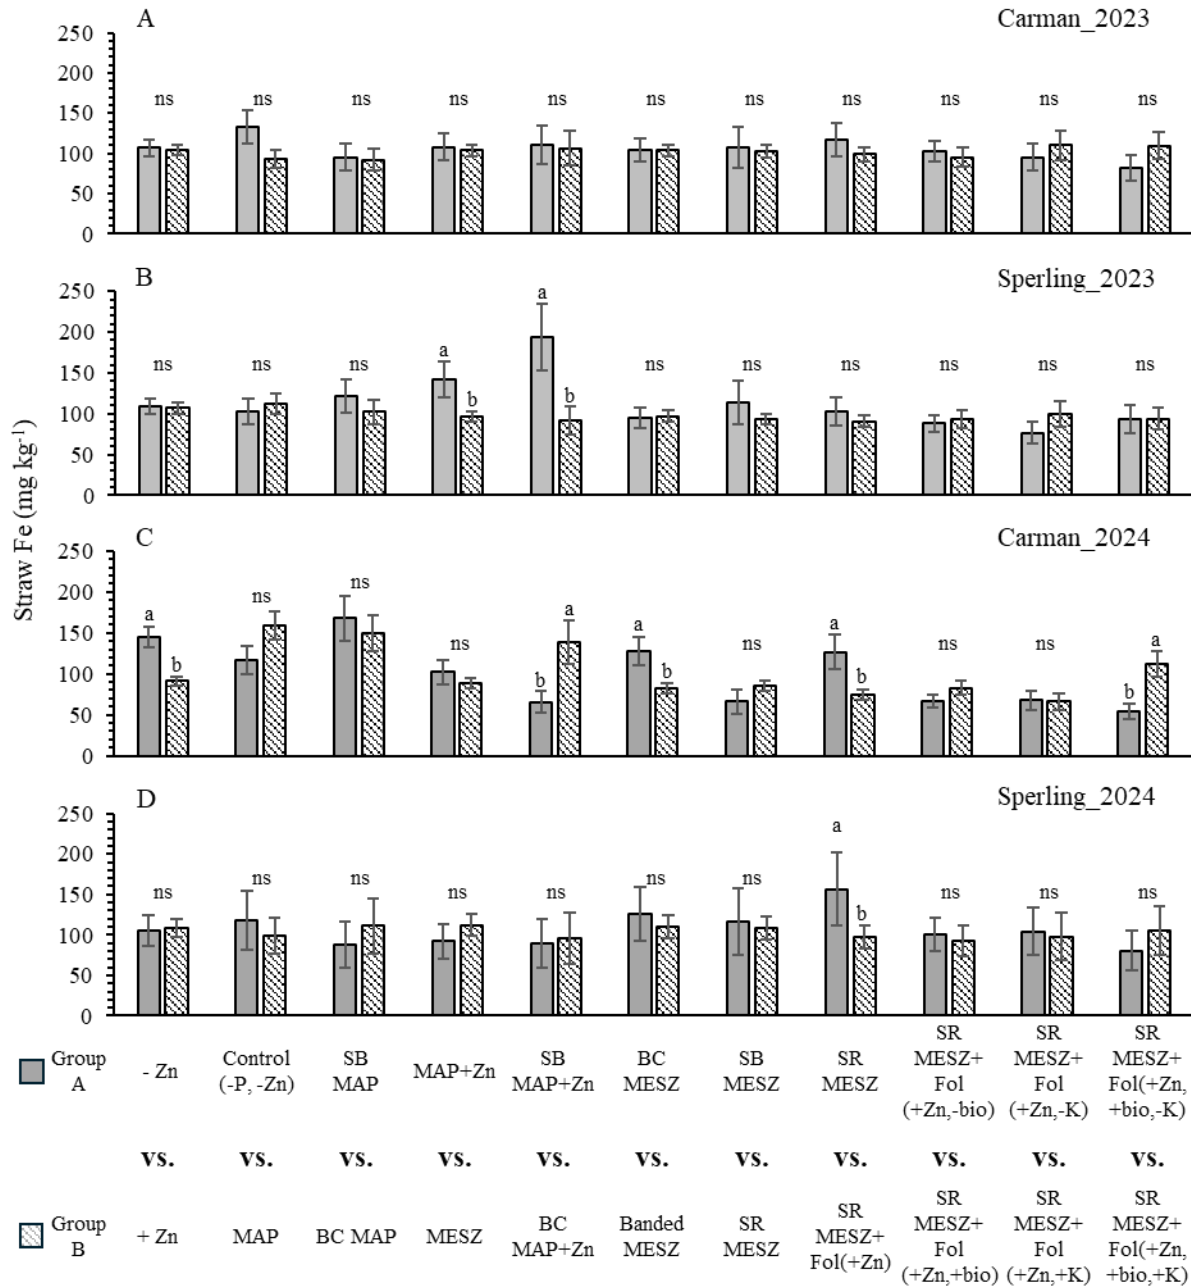 A
Carman_2023
250
200
150
100
50
0
ns ns ns ns ns ns ns ns ns ns ns
B
Sperling_2023
250
200
150
100
50
0
ns ns ns a b a b ns ns ns ns ns ns
C
Carman_2024
250
200
150
100
50
0
a b ns ns ns b a a b ns a b ns ns b a
D
Sperling_2024
250
200
150
100
50
0
ns ns ns ns ns ns ns a b ns ns ns
Straw Fe (mg kg-1)
Group
A
- Zn
Control
(-P, -Zn)
SB
MAP
MAP+Zn
SB
MAP+Zn
BC
MESZ
SB
MESZ
SR
MESZ
SR
MESZ+
Fol
(+Zn,-bio)
SR
MESZ+
Fol
(+Zn,-K)
SR
MESZ+
Fol(+Zn,
+bio,-K)
vs. vs. vs. vs. vs. vs. vs. vs. vs. vs. vs.
Group
B
+ Zn
MAP
BC MAP
MESZ
BC
MAP+Zn
Banded
MESZ
SR
MESZ
SR
MESZ+
Fol(+Zn)
SR
MESZ+
Fol
(+Zn,+bio)
SR
MESZ+
Fol
(+Zn,+K)
SR
MESZ+
Fol(+Zn,
+bio,+K)